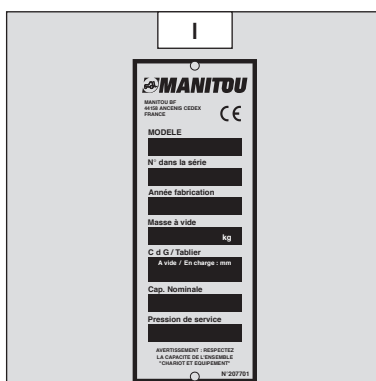 I
MANITOU
MANITOU BF
44158 ANCENIS CEDEX
FRANCE
CE
MODELE
N° dans la série
Année fabrication
Masse à vide
kg
C d G / Tablier
A vide / En charge : mm
Cap. Nominale
Pression de service
AVERTISSEMENT : RESPECTEZ
LA CAPACITE DE L'ENSEMBLE
"CHARIOT ET EQUIPEMENT"
N°207701